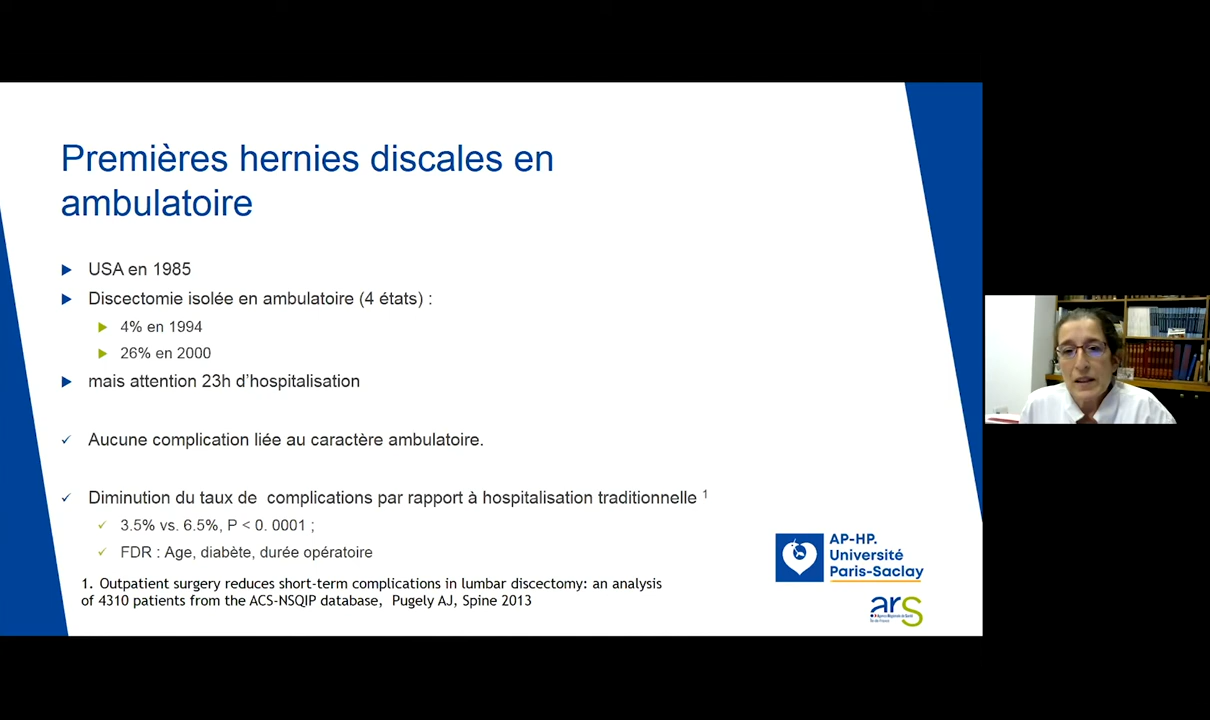 Premières hernies discales en
ambulatoire
USA en 1985
Discectomie isolée en ambulatoire (4 états) :
4% en 1994
26% en 2000
mais attention 23h d’hospitalisation
Aucune complication liée au caractère ambulatoire.
Diminution du taux de  complications par rapport à hospitalisation traditionnelle 1
3.5% vs. 6.5%, P < 0. 0001 ;
FDR : Age, diabète, durée opératoire
1. Outpatient surgery reduces short-term complications in lumbar discectomy: an analysis
of 4310 patients from the ACS-NSQIP database,  Pugely AJ, Spine 2013
AP-HP.
Université
Paris-Saclay
ars